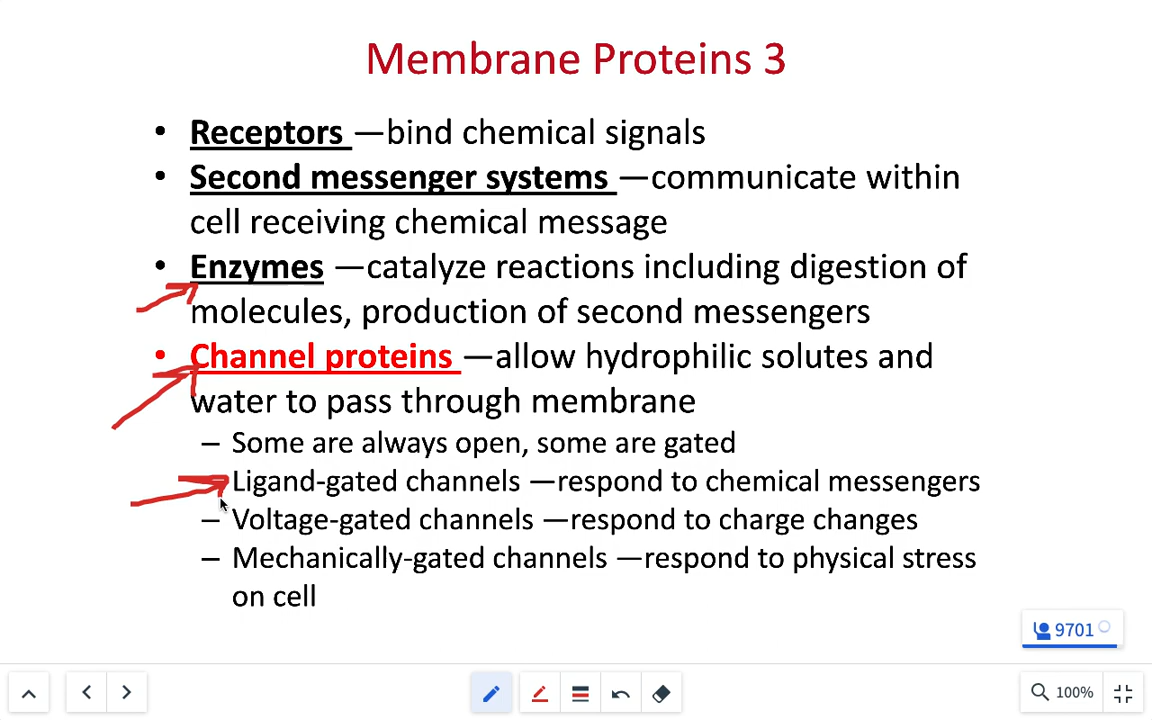 Membrane Proteins 3
• Receptors —bind chemical signals
• Second messenger systems —communicate within
cell receiving chemical message
• Enzymes —catalyze reactions including digestion of
molecules, production of second messengers
• Channel proteins —allow hydrophilic solutes and
water to pass through membrane
– Some are always open, some are gated
Ligand-gated channels —respond to chemical messengers
– Voltage-gated channels —respond to charge changes
– Mechanically-gated channels —respond to physical stress
on cell
9701
100%